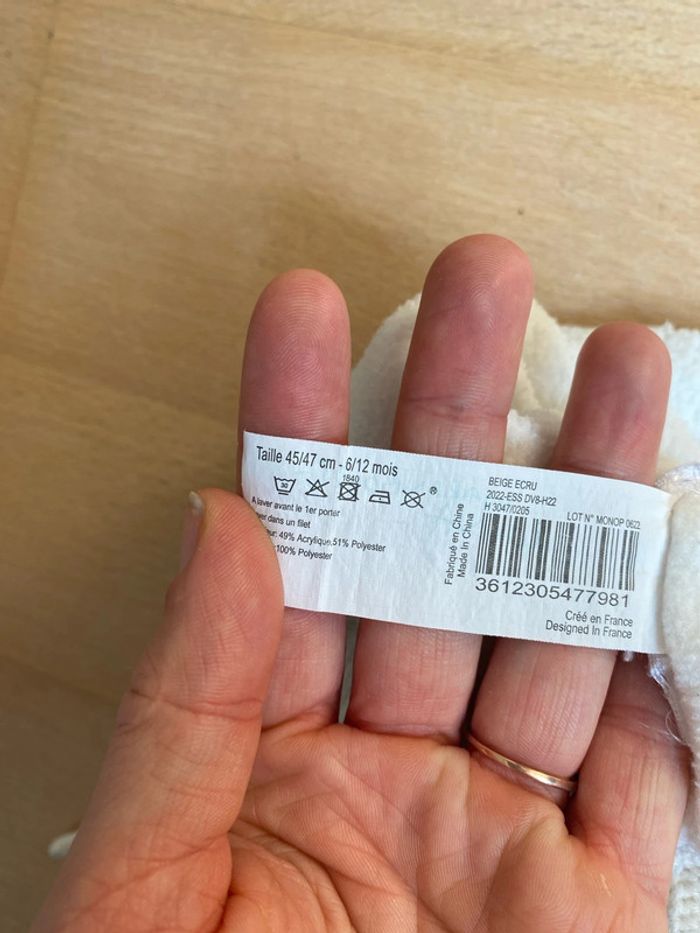 Taille 45/47 cm - 6/12 mois
30
1840
®
A laver avant le 1er porter
dans un filet
49% Acrylique,51% Polyester
100% Polyester
Fabriqué en Chine
Made In China
BEIGE ECRU
2022-ESS DV8-H22
H 3047/0205
LOT N° MONOP 0622
3612305477981
Créé en France
Designed In France